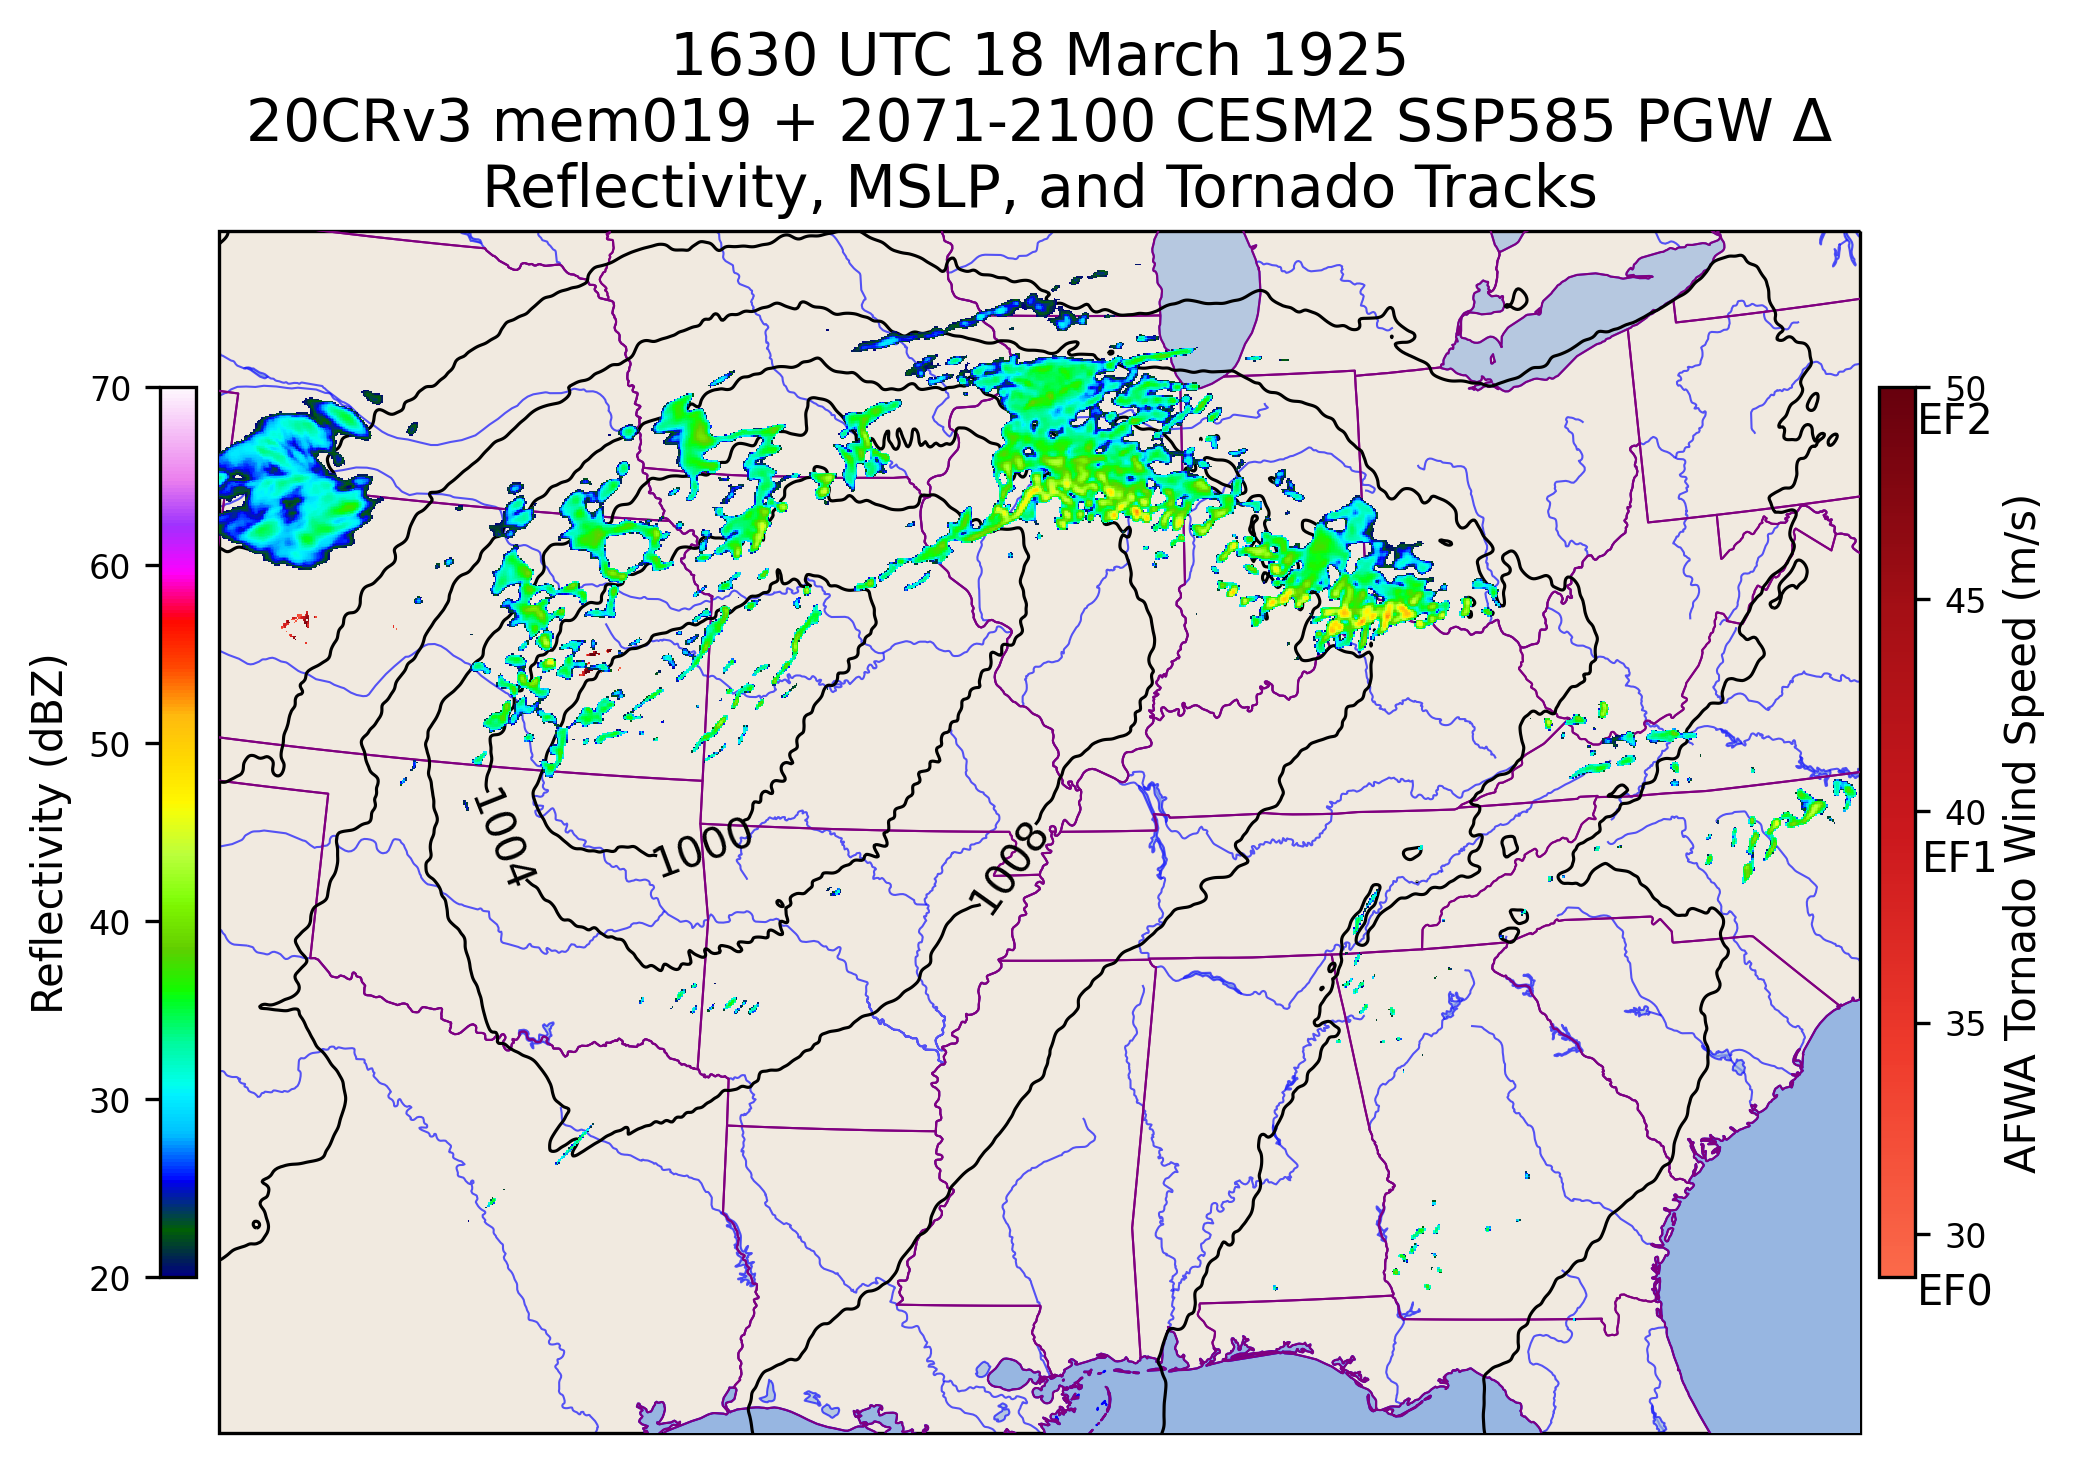 1630 UTC 18 March 1925
20CRv3 mem019 + 2071-2100 CESM2 SSP585 PGW Δ
Reflectivity, MSLP, and Tornado Tracks
70
60
50
40
30
20
Reflectivity (dBZ)
1004
1000
1008
50
EF2
45
40
EF1
35
30
EF0
AFWA Tornado Wind Speed (m/s)